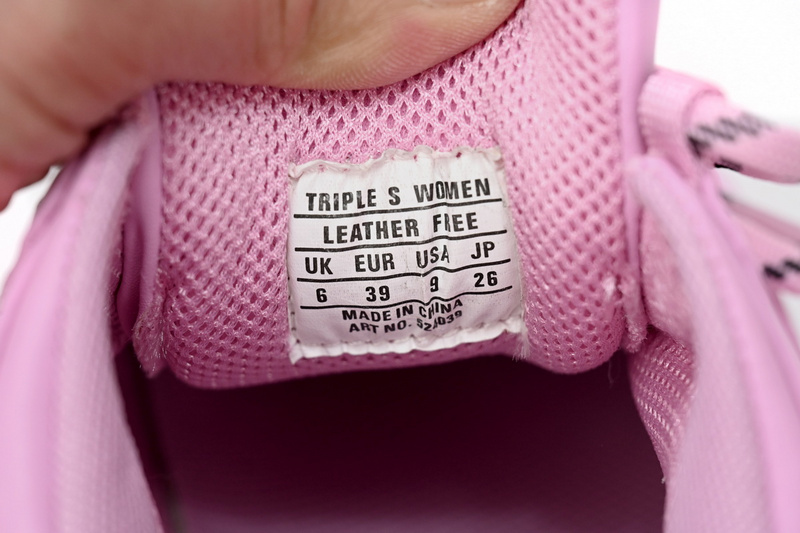 TRIPLE S WOMEN
LEATHER FREE
UK EUR USA JP
6 39 9 26
MADE IN CHINA
ART NO-